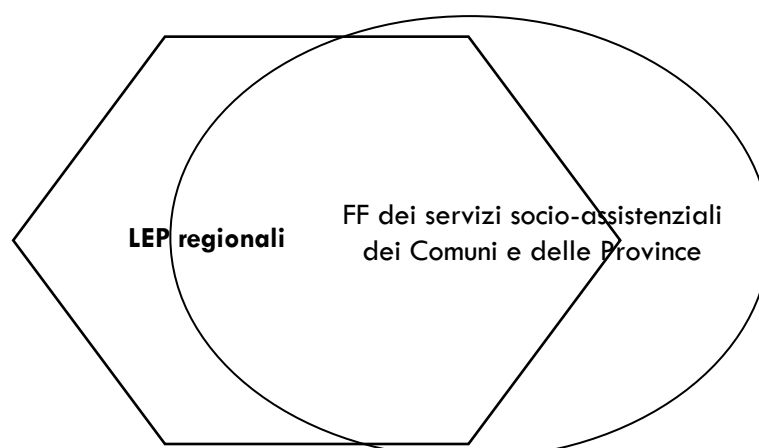 LEP regionali
FF dei servizi socio-assistenziali
dei Comuni e delle Province